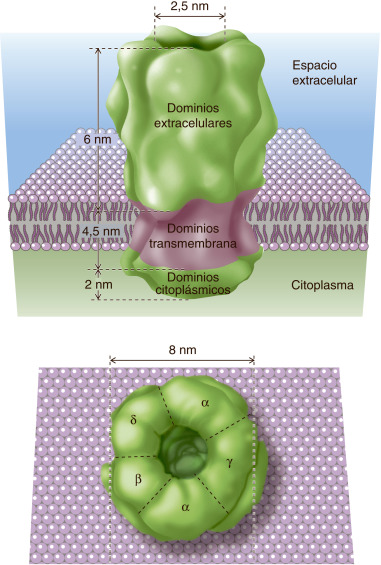 2,5 nm
Espacio
extracelular
Dominios
extracelulares
6 nm
4,5 nm
Dominios
transmembrana
Dominios
citoplásmicos
2 nm
Citoplasma
8 nm
α
δ
γ
β
α